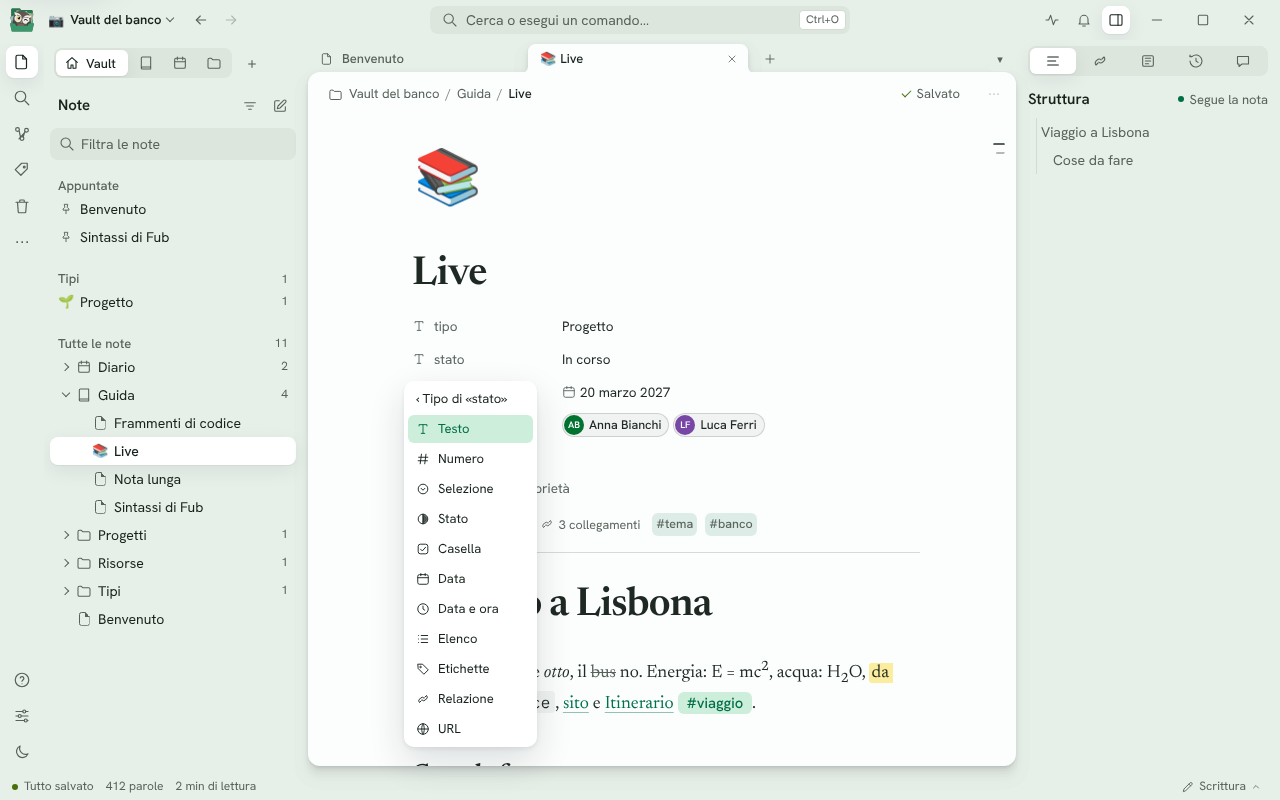 Vault del banco
Cerca o esegui un comando…
Ctrl+O
Vault
Benvenuto
Live
Note
Filtra le note
Appuntate
Benvenuto
Sintassi di Fub
Tipi 1
Progetto 1
Tutte le note 11
Diario 2
Guida 4
Frammenti di codice
Live
Nota lunga
Sintassi di Fub
Progetti 1
Risorse 1
Tipi 1
Benvenuto
Vault del banco / Guida / Live
Salvato
Live
tipo Progetto
stato In corso
20 marzo 2027
AB Anna Bianchi LF Luca Ferri
‹ Tipo di «stato»
Testo
Numero
Selezione
Stato
Casella
Data
Data e ora
Elenco
Etichette
Relazione
URL
3 collegamenti #tema #banco
a Lisbona
otto, il bus no. Energia: E = mc², acqua: H₂O, da
, sito e Itinerario #viaggio.
Struttura
Segue la nota
Viaggio a Lisbona
Cose da fare
Tutto salvato 412 parole 2 min di lettura
Scrittura